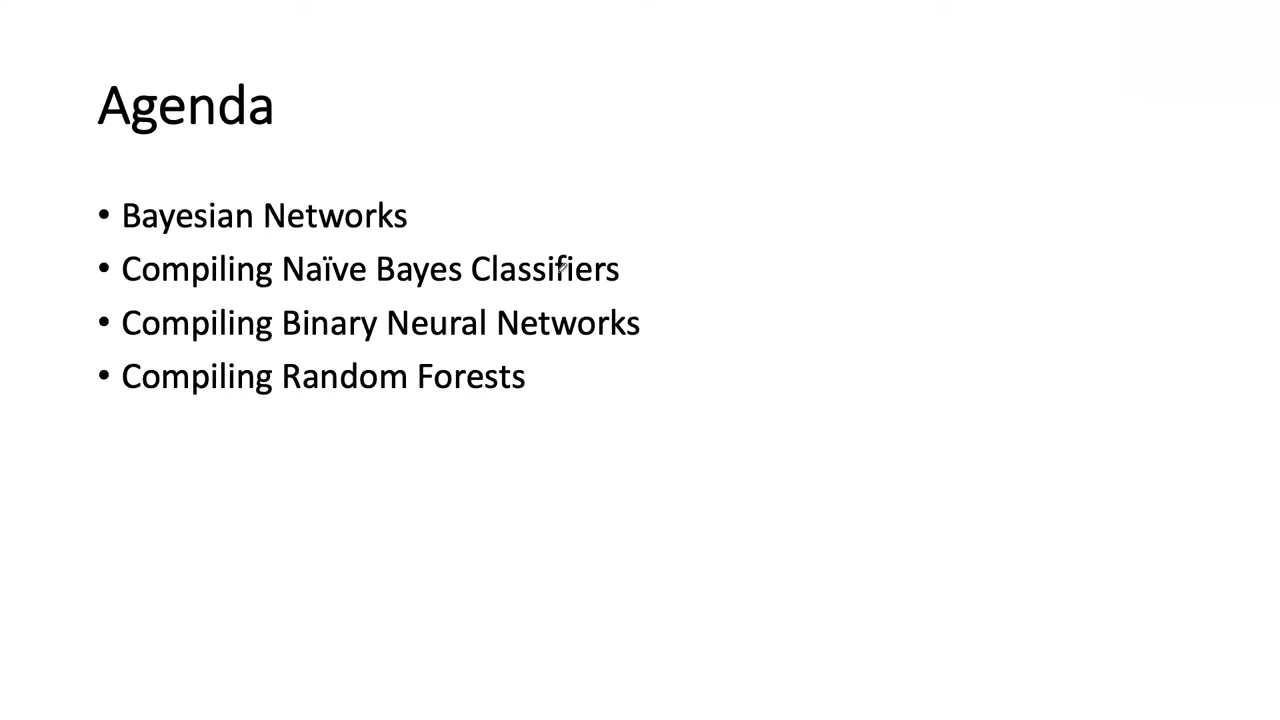 Agenda
• Bayesian Networks
• Compiling Naïve Bayes Classifiers
• Compiling Binary Neural Networks
• Compiling Random Forests